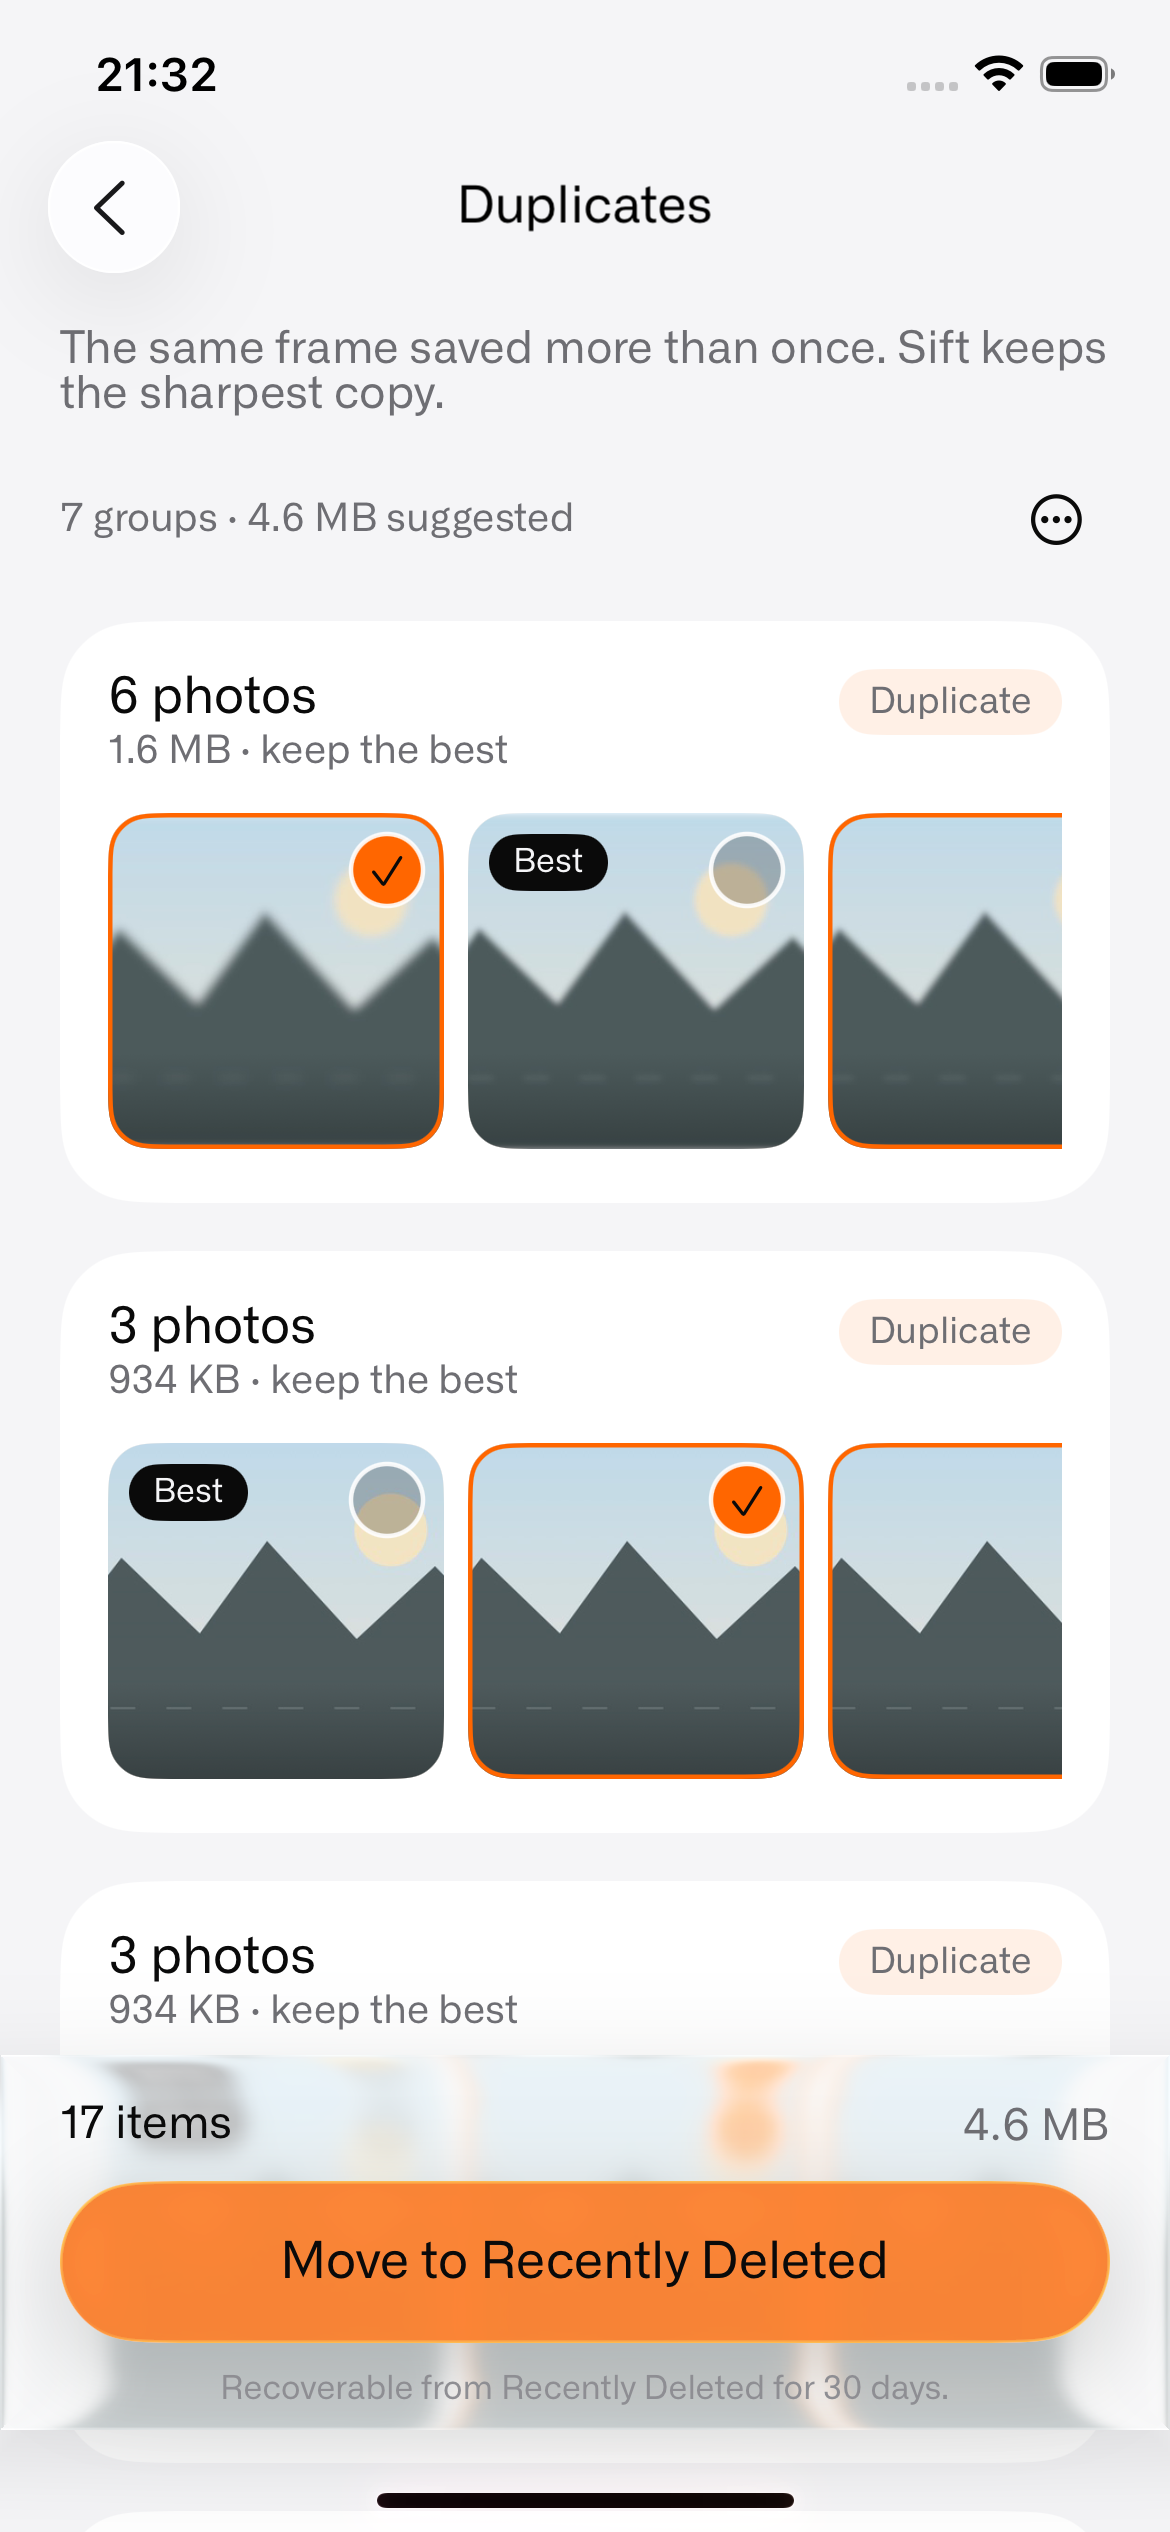 21:32
Duplicates
The same frame saved more than once. Sift keeps
the sharpest copy.
7 groups · 4.6 MB suggested
6 photos
Duplicate
1.6 MB · keep the best
Best
3 photos
Duplicate
934 KB · keep the best
Best
3 photos
Duplicate
934 KB · keep the best
17 items
4.6 MB
Move to Recently Deleted
Recoverable from Recently Deleted for 30 days.